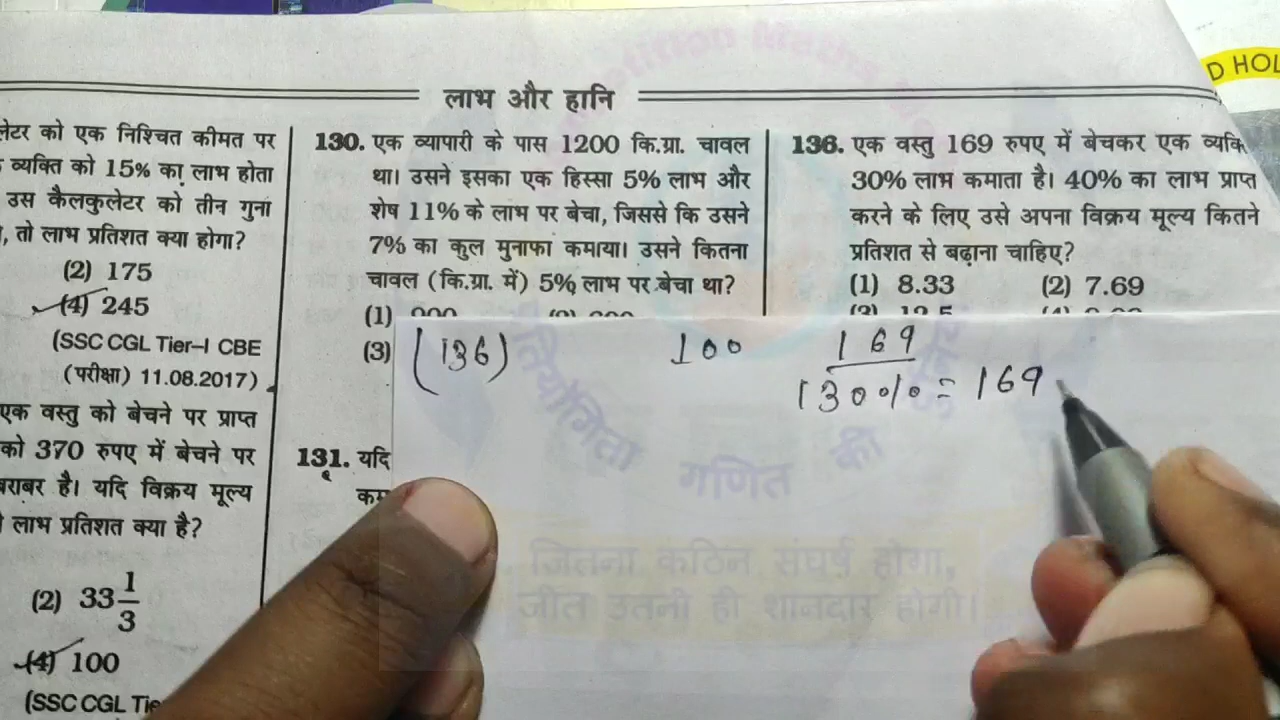 D HOL
लाभ और हानि
लेटर को एक निश्चित कीमत पर
व्यक्ति को 15% का लाभ होता
उस कैलकुलेटर को तीन गुना
, तो लाभ प्रतिशत क्या होगा?
(2) 175
(4) 245
(SSC CGL Tier-I CBE
(परीक्षा) 11.08.2017)
एक वस्तु को बेचने पर प्राप्त
को 370 रुपए में बेचने पर
बराबर है। यदि विक्रय मूल्य
लाभ प्रतिशत क्या है?
(2) 33 1/3
(4) 100
(SSC CGL Tie
130. एक व्यापारी के पास 1200 कि.ग्रा. चावल
था। उसने इसका एक हिस्सा 5% लाभ और
शेष 11% के लाभ पर बेचा, जिससे कि उसने
7% का कुल मुनाफा कमाया। उसने कितना
चावल (कि.ग्रा. में) 5% लाभ पर बेचा था?
(1)
(3)
131. यदि
कम
136. एक वस्तु 169 रुपए में बेचकर एक व्यक्ति
30% लाभ कमाता है। 40% का लाभ प्राप्त
करने के लिए उसे अपना विक्रय मूल्य कितने
प्रतिशत से बढ़ाना चाहिए?
(1) 8.33 (2) 7.69
(136) 100 169
130% = 169
प्रतियोगिता गणित की
जितना कठिन संघर्ष होगा,
जीत उतनी ही शानदार होगी।